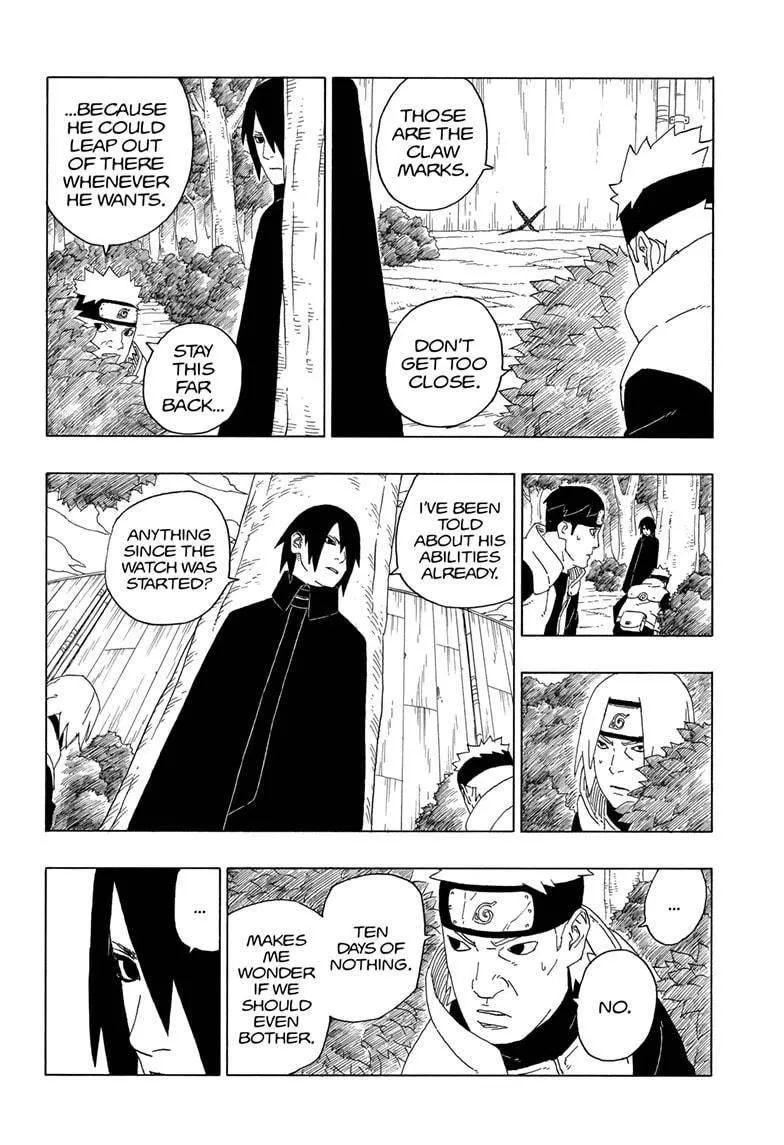 THOSE
ARE THE
CLAW
MARKS.
DON'T
GET TOO
CLOSE.
STAY
THIS
FAR
BACK...
...BECAUSE
HE COULD
LEAP OUT
OF THERE
WHENEVER
HE WANTS.
I'VE BEEN
TOLD
ABOUT HIS
ABILITIES
ALREADY.
ANYTHING
SINCE THE
WATCH WAS
STARTED?
...
NO.
TEN
DAYS OF
NOTHING.
MAKES
ME
WONDER
IF WE
SHOULD
EVEN
BOTHER.
...